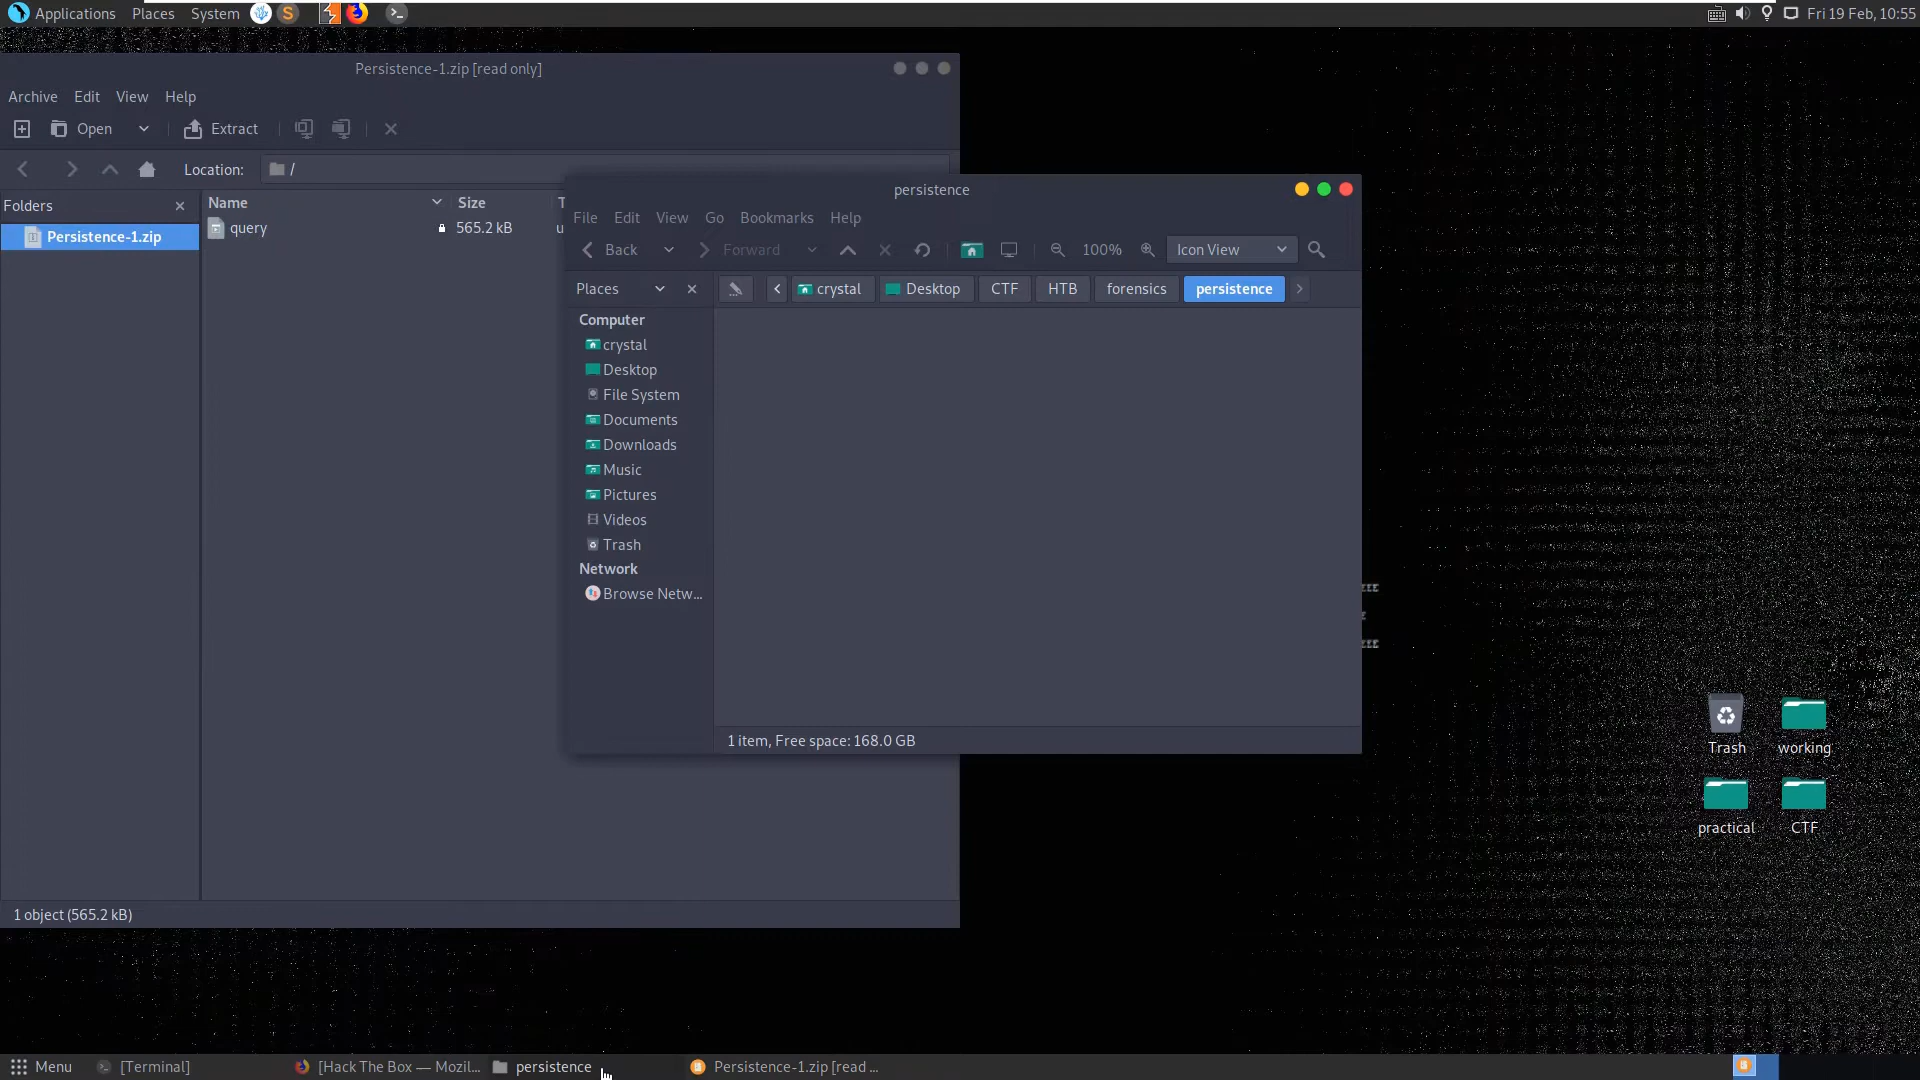 Applications Places System
Fri 19 Feb, 10:55
Persistence-1.zip [read only]
Archive Edit View Help
Open Extract
Location: /
Folders
Persistence-1.zip
Name Size
query 565.2 kB
1 object (565.2 kB)
persistence
File Edit View Go Bookmarks Help
Back Forward 100% Icon View
Places crystal Desktop CTF HTB forensics persistence
Computer
crystal
Desktop
File System
Documents
Downloads
Music
Pictures
Videos
Trash
Network
Browse Netw...
1 item, Free space: 168.0 GB
Trash working
practical CTF
Menu [Terminal] [Hack The Box — Mozil... persistence Persistence-1.zip [read ...